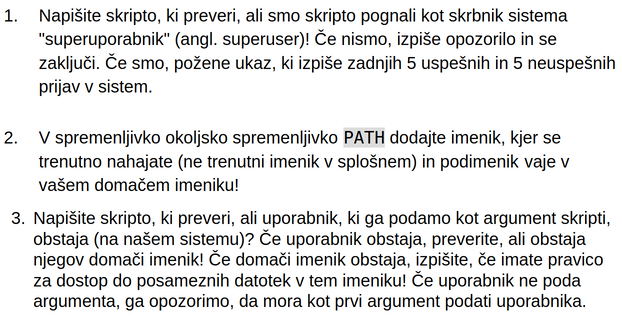 1. Napišite skripto, ki preveri, ali smo skripto pognali kot skrbnik sistema
"superuporabnik" (angl. superuser)! Če nismo, izpiše opozorilo in se
zaključi. Če smo, požene ukaz, ki izpiše zadnjih 5 uspešnih in 5 neuspešnih
prijav v sistem.
2. V spremenljivko okoljsko spremenljivko PATH dodajte imenik, kjer se
trenutno nahajate (ne trenutni imenik v splošnem) in podimenik vaje v
vašem domačem imeniku!
3. Napišite skripto, ki preveri, ali uporabnik, ki ga podamo kot argument skripti,
obstaja (na našem sistemu)? Če uporabnik obstaja, preverite, ali obstaja
njegov domači imenik! Če domači imenik obstaja, izpišite, če imate pravico
za dostop do posameznih datotek v tem imeniku! Če uporabnik ne poda
argumenta, ga opozorimo, da mora kot prvi argument podati uporabnika.